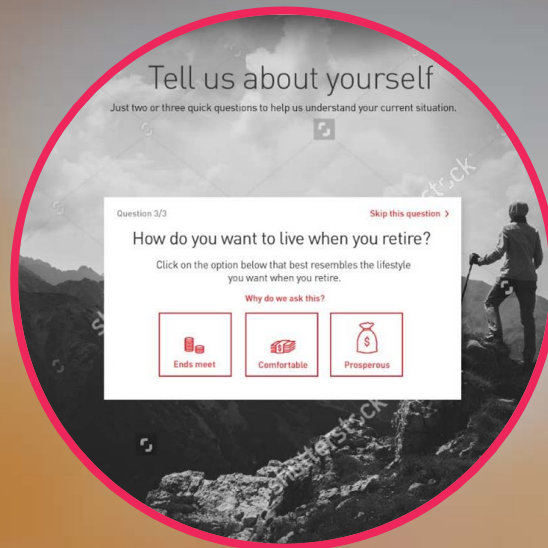 Tell us about yourself
Just two or three quick questions to help us understand your current situation.
Question 3/3
Skip this question >
How do you want to live when you retire?
Click on the option below that best resembles the lifestyle
you want when you retire.
Why do we ask this?
Ends meet
Comfortable
Prosperous
shutterstock